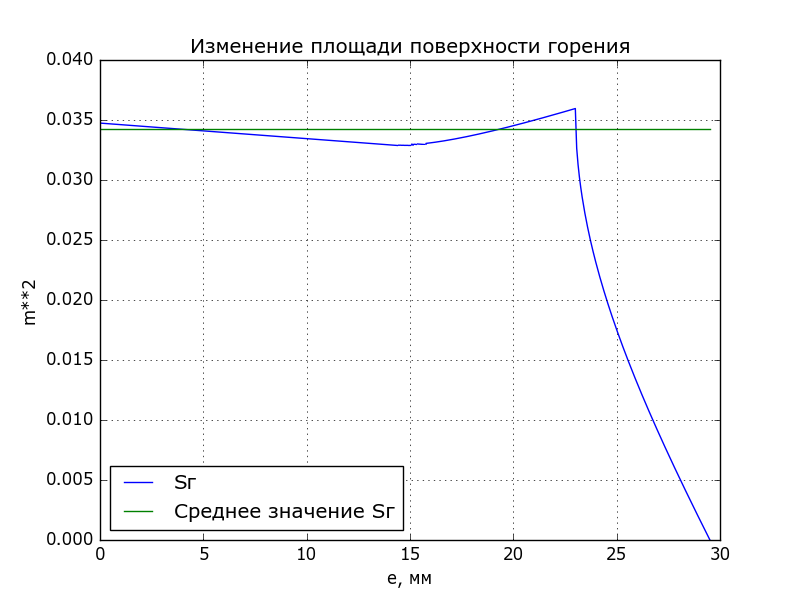 Изменение площади поверхности горения
0.040
0.035
0.030
0.025
0.020
0.015
0.010
0.005
0.000
m**2
Sг
Среднее значение Sг
0 5 10 15 20 25 30
e, мм